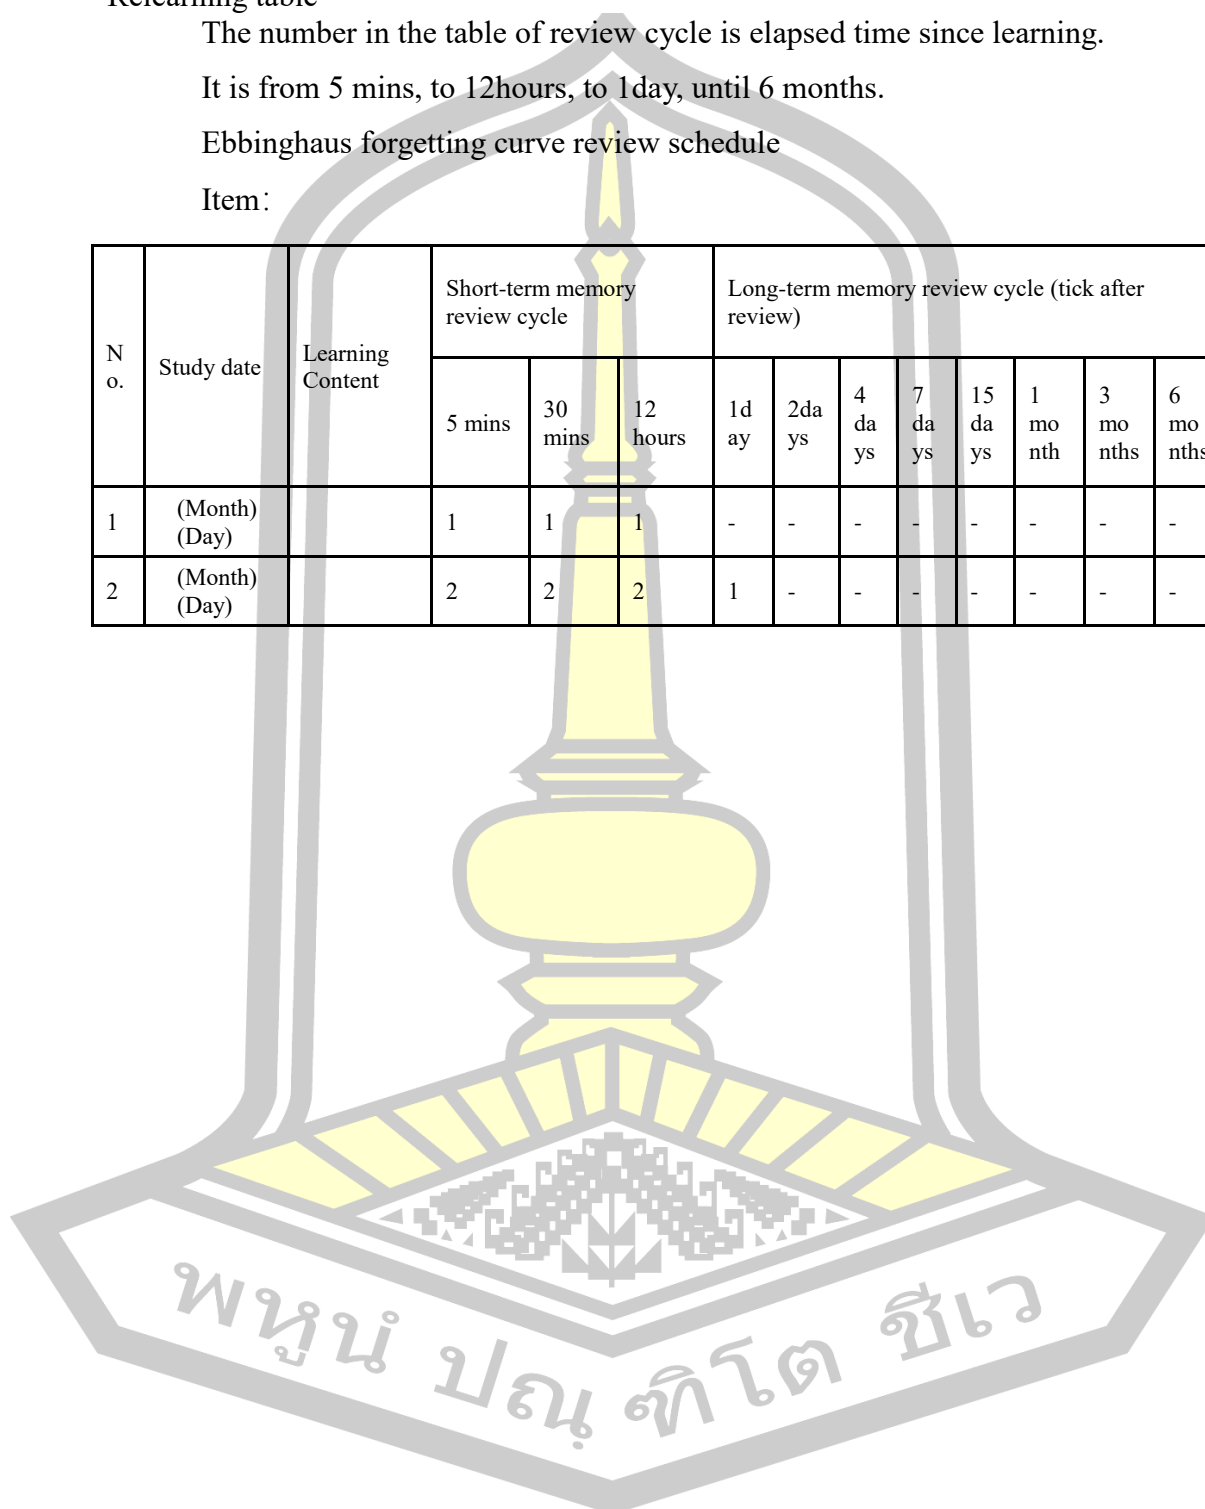 Relearning table
The number in the table of review cycle is elapsed time since learning.
It is from 5 mins, to 12hours, to 1day, until 6 months.
Ebbinghaus forgetting curve review schedule
Item：
N
o.
Study date
Learning
Content
Short-term memory
review cycle
Long-term memory review cycle (tick after
review)
5 mins
30
mins
12
hours
1d
ay
2da
ys
4
da
ys
7
da
ys
15
da
ys
1
mo
nth
3
mo
nths
6
mo
nths
1 (Month) 1 1 1 - - - - - - - -
(Day)
2 (Month) 2 2 2 1 - - - - - - -
(Day)
พหูนํ ปณฺฑิโต ชีเว